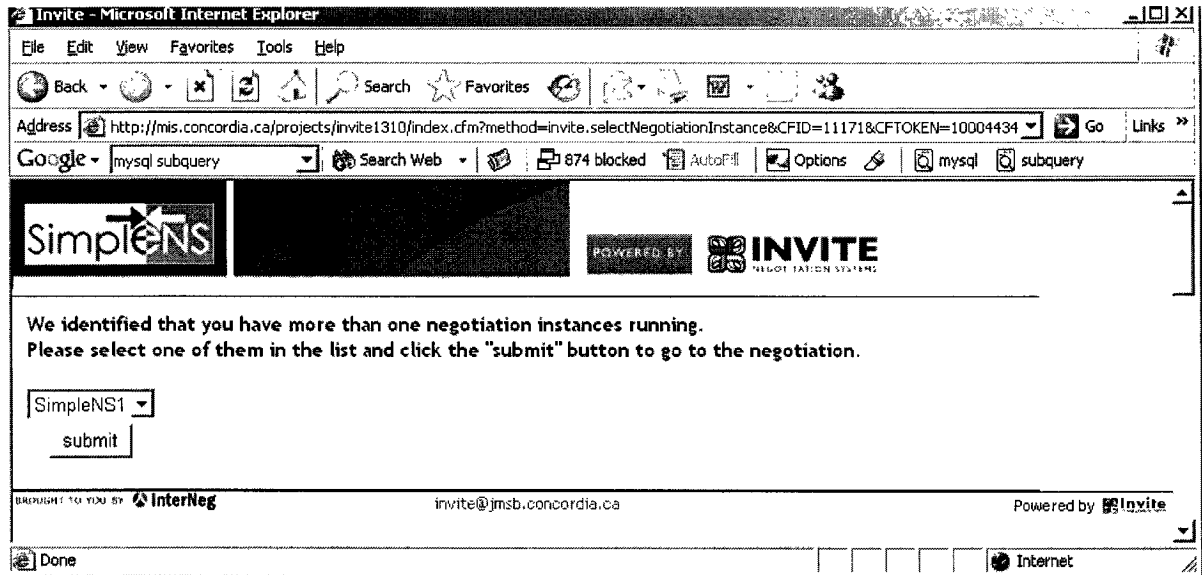 Invite - Microsoft Internet Explorer
File Edit View Favorites Tools Help
Back Search Favorites
Address http://mis.concordia.ca/projects/invite1310/index.cfm?method=invite.selectNegotiationInstance&CFID=11171&CFTOKEN=10004434 Go Links »
Google mysql subquery Search Web 874 blocked AutoFill Options mysql subquery
SimpleNS
POWERED BY INVITE
NEGOTIATION SYSTEMS
We identified that you have more than one negotiation instances running.
Please select one of them in the list and click the "submit" button to go to the negotiation.
SimpleNS1
submit
BROUGHT TO YOU BY InterNeg invite@jmsb.concordia.ca Powered by Invite
Done Internet